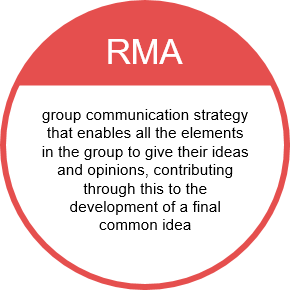 RMA
group communication strategy
that enables all the elements
in the group to give their ideas
and opinions, contributing
through this to the
development of a final
common idea